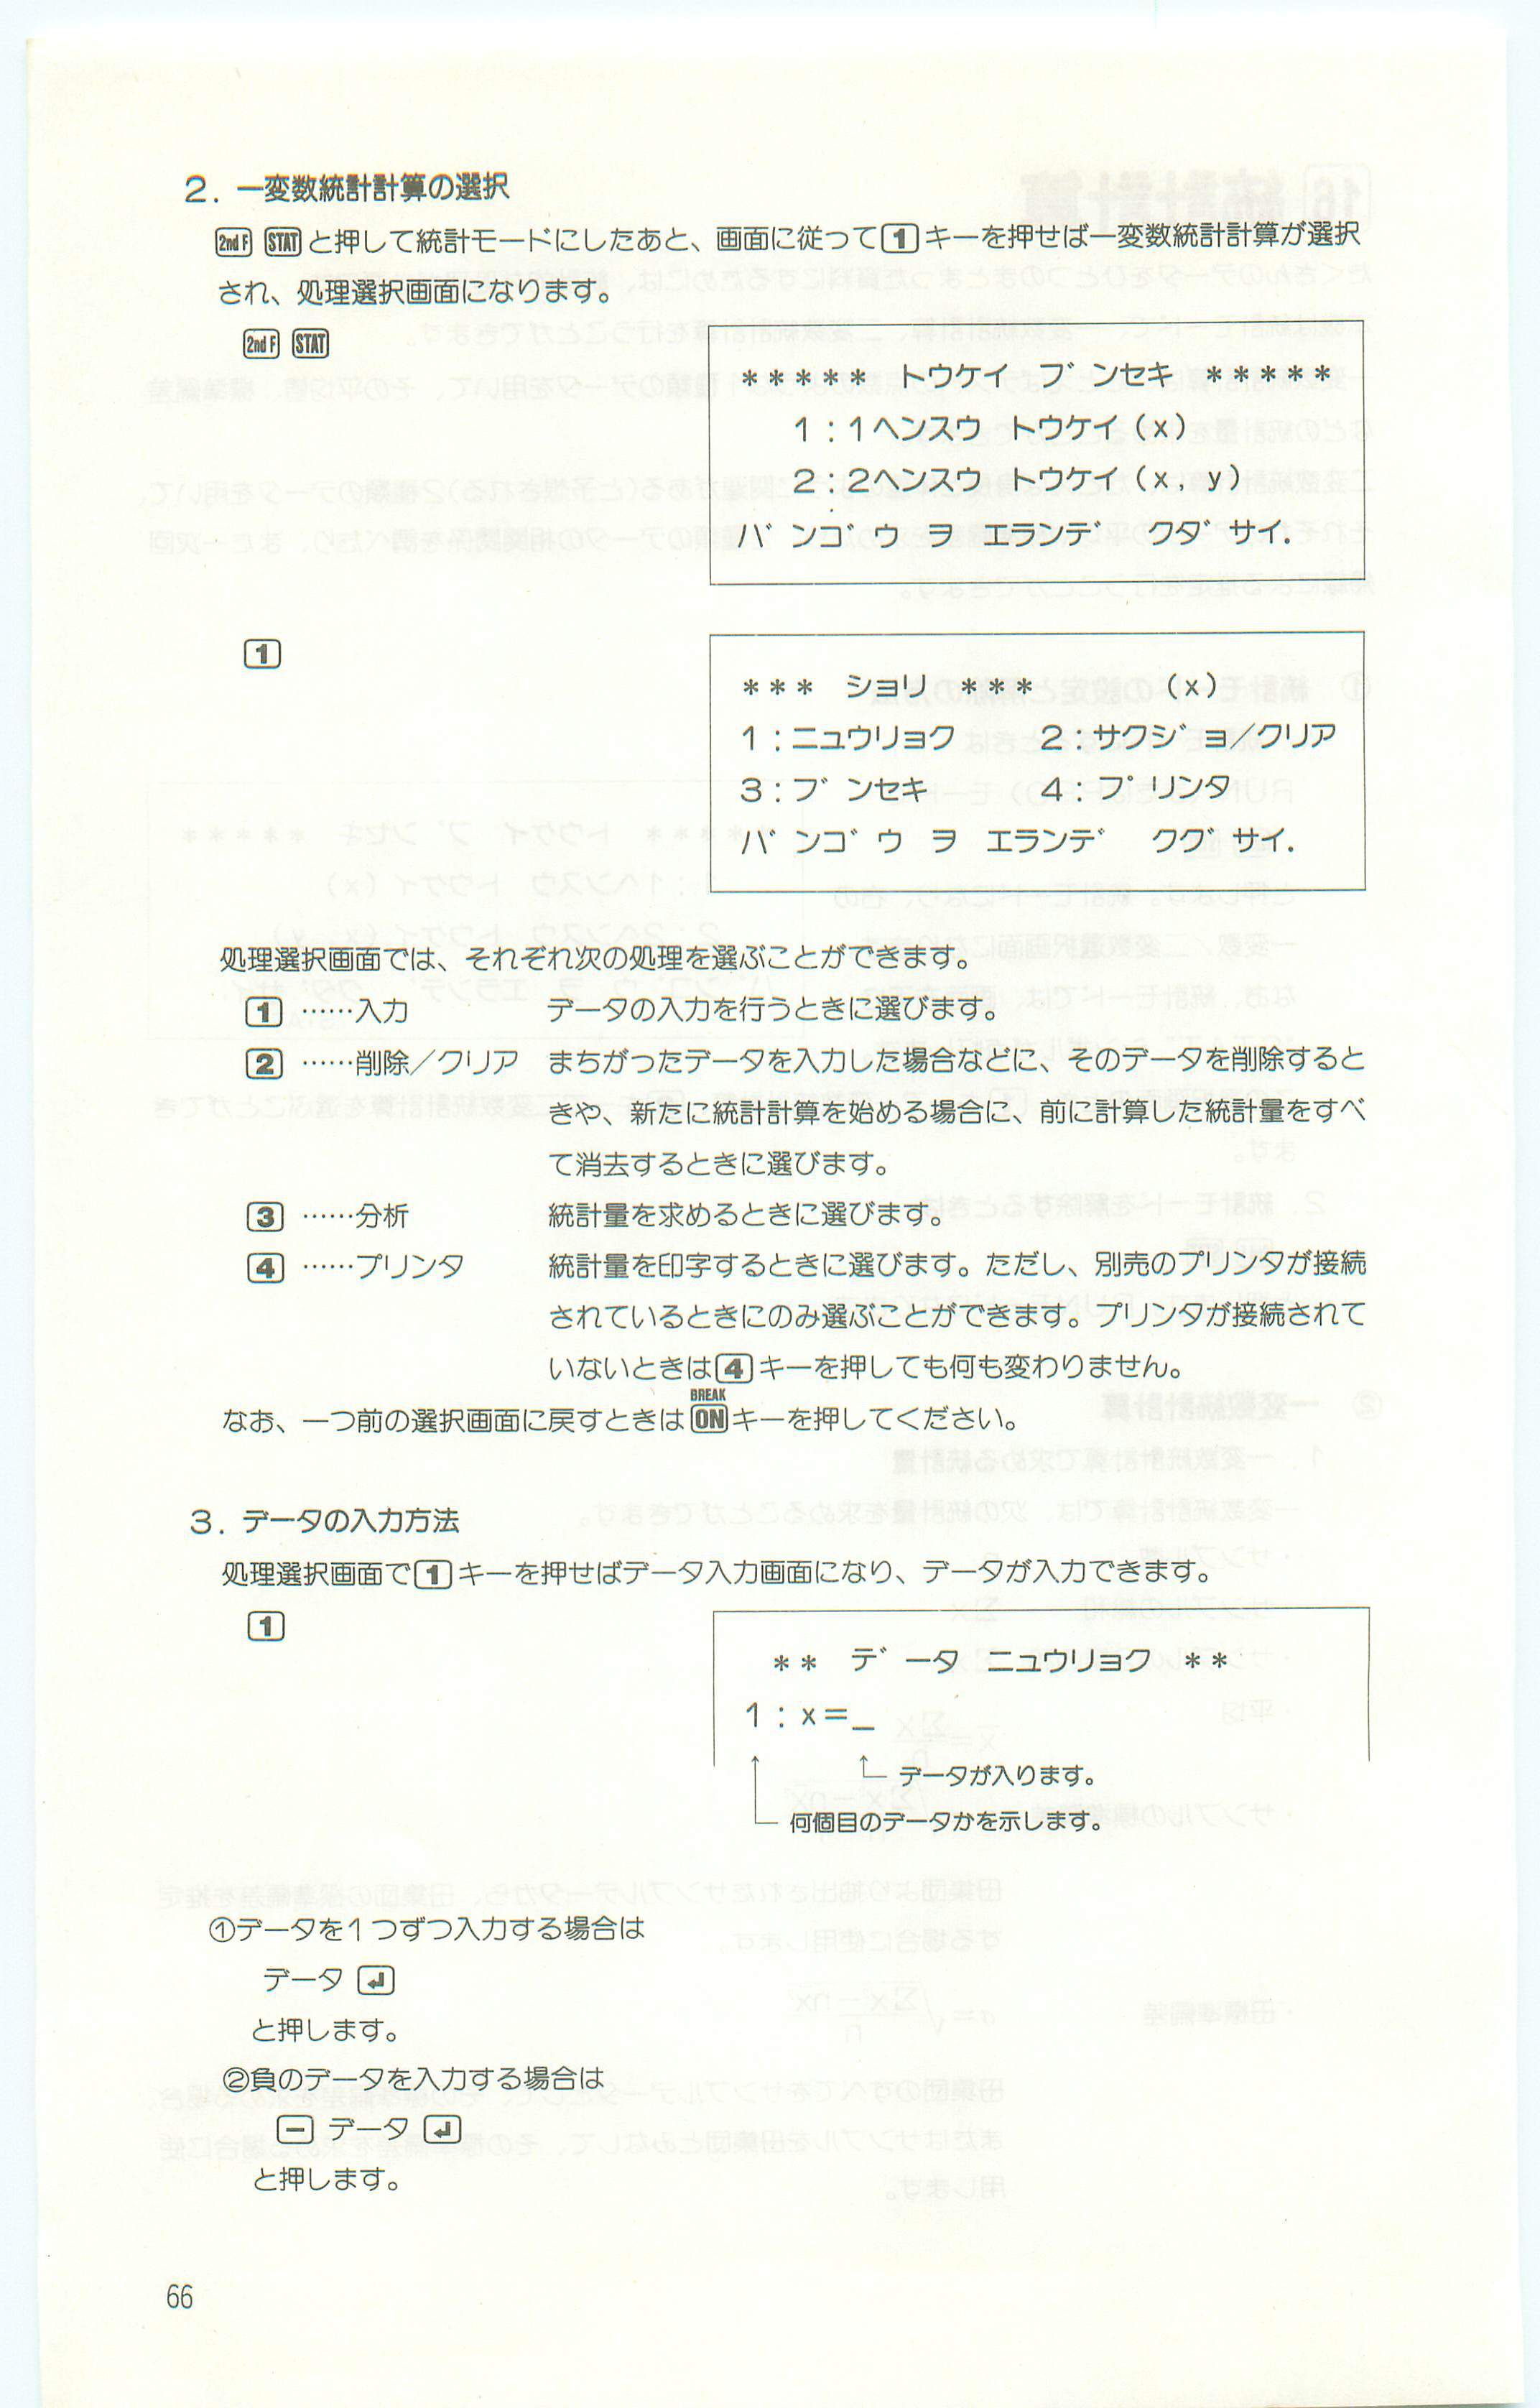 2. 一変数統計計算の選択
2nd F STAT と押して統計モードにしたあと、画面に従って 1 キーを押せば一変数統計計算が選択
され、処理選択画面になります。
2nd F STAT
***** トウケイ ブンセキ *****
1:1ヘンスウ トウケイ(x)
2:2ヘンスウ トウケイ(x, y)
バンゴウ ヲ エランデ クダサイ.
1
*** ショリ *** (x)
1:ニュウリョク 2:サクジョ/クリア
3:ブンセキ 4:プリンタ
バンゴウ ヲ エランデ クダサイ.
処理選択画面では、それぞれ次の処理を選ぶことができます。
1 ……入力 データの入力を行うときに選びます。
2 ……削除/クリア まちがったデータを入力した場合などに、そのデータを削除すると
きや、新たに統計計算を始める場合に、前に計算した統計量をすべ
て消去するときに選びます。
3 ……分析 統計量を求めるときに選びます。
4 ……プリンタ 統計量を印字するときに選びます。ただし、別売のプリンタが接続
されているときにのみ選ぶことができます。プリンタが接続されて
いないときは 4 キーを押しても何も変わりません。
BREAK
なお、一つ前の選択画面に戻すときは ON キーを押してください。
3. データの入力方法
処理選択画面で 1 キーを押せばデータ入力画面になり、データが入力できます。
1
** データ ニュウリョク **
1:x=_
データが入ります。
何個目のデータかを示します。
①データを1つずつ入力する場合は
データ ↵
と押します。
②負のデータを入力する場合は
− データ ↵
と押します。
66